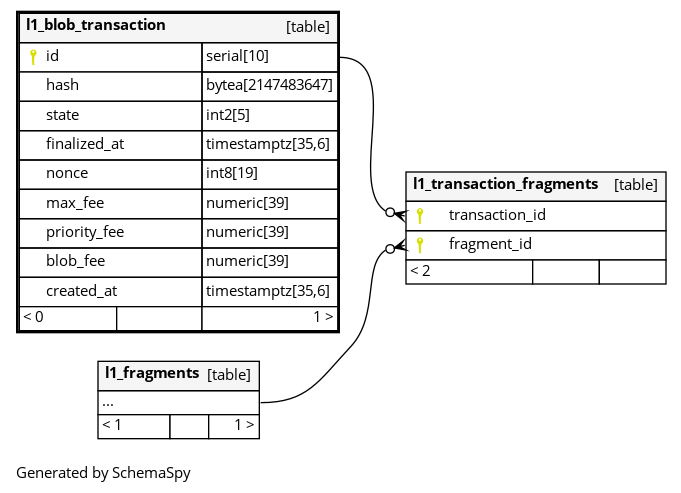 l1_blob_transaction [table]
id serial[10]
hash bytea[2147483647]
state int2[5]
finalized_at timestamptz[35,6]
nonce int8[19]
max_fee numeric[39]
priority_fee numeric[39]
blob_fee numeric[39]
created_at timestamptz[35,6]
< 0 1 >
l1_transaction_fragments [table]
transaction_id
fragment_id
< 2
l1_fragments [table]
...
< 1 1 >
Generated by SchemaSpy